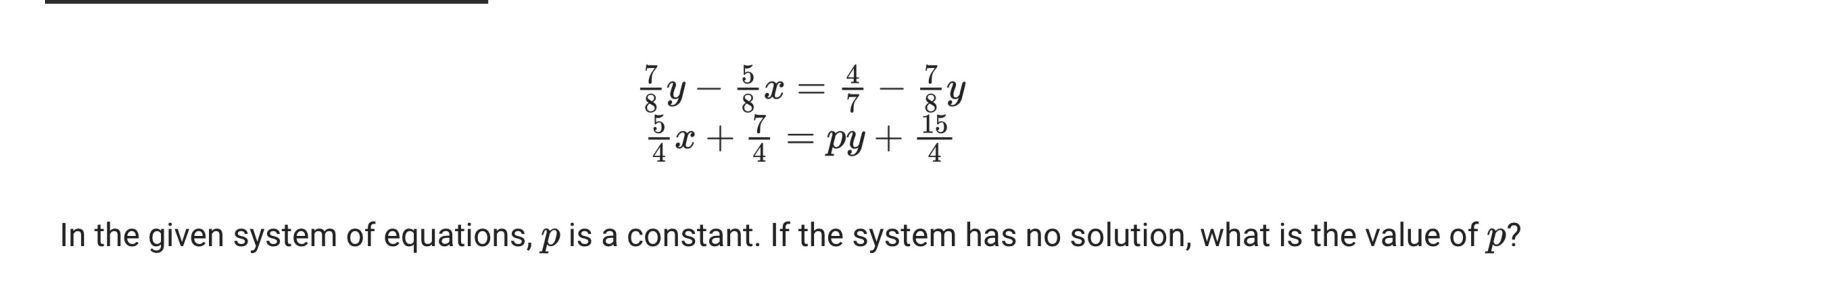 7/8 y − 5/8 x = 4/7 − 7/8 y
5/4 x + 7/4 = py + 15/4
In the given system of equations, p is a constant. If the system has no solution, what is the value of p?